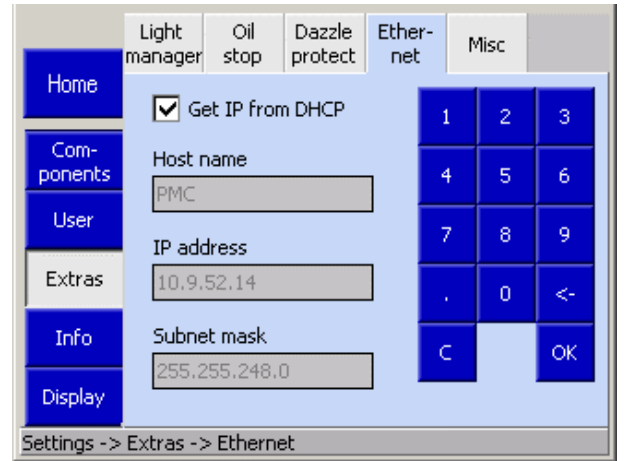 Light
manager
Oil
stop
Dazzle
protect
Ether-
net
Misc
Home
Com-
ponents
User
Extras
Info
Display
Get IP from DHCP
Host name
PMC
IP address
10.9.52.14
Subnet mask
255.255.248.0
1 2 3
4 5 6
7 8 9
. 0 <-
C OK
Settings -> Extras -> Ethernet